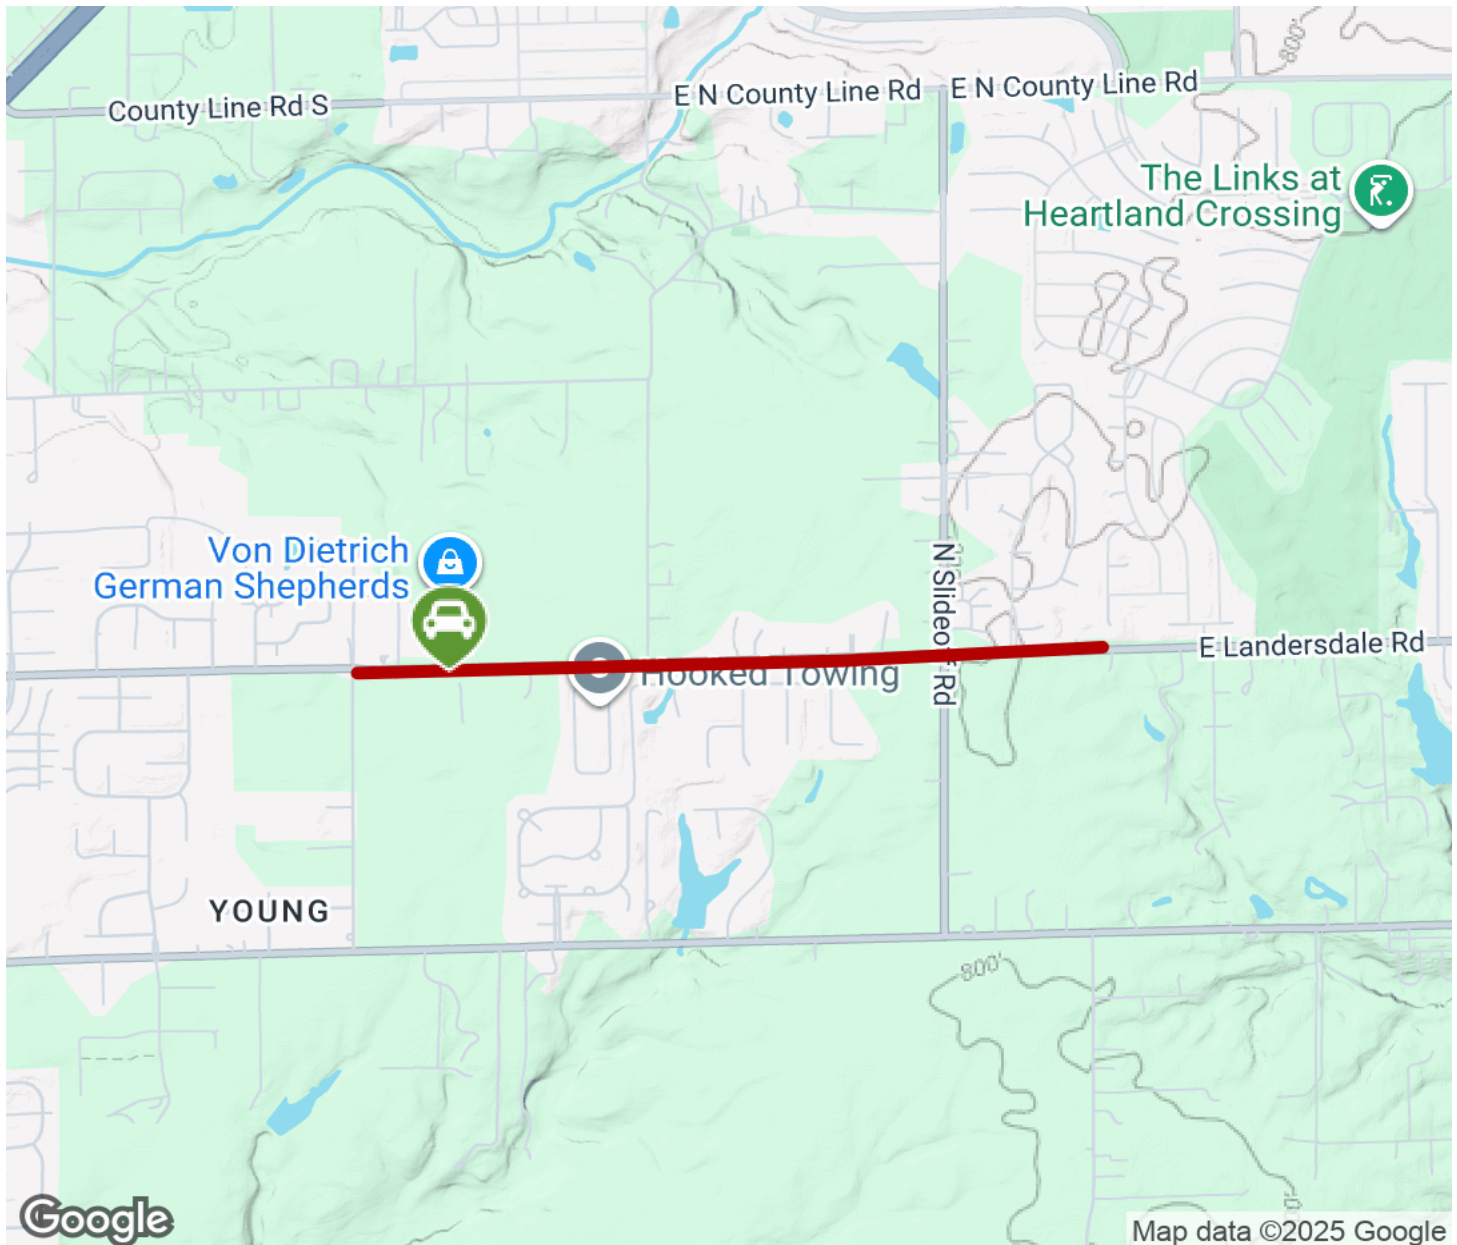 County Line Rd S
E N County Line Rd
E N County Line Rd
800'
The Links at
Heartland Crossing
Von Dietrich
German Shepherds
N Slideoff Rd
Hooked Towing
E Landersdale Rd
YOUNG
800'
Google
Map data ©2025 Google